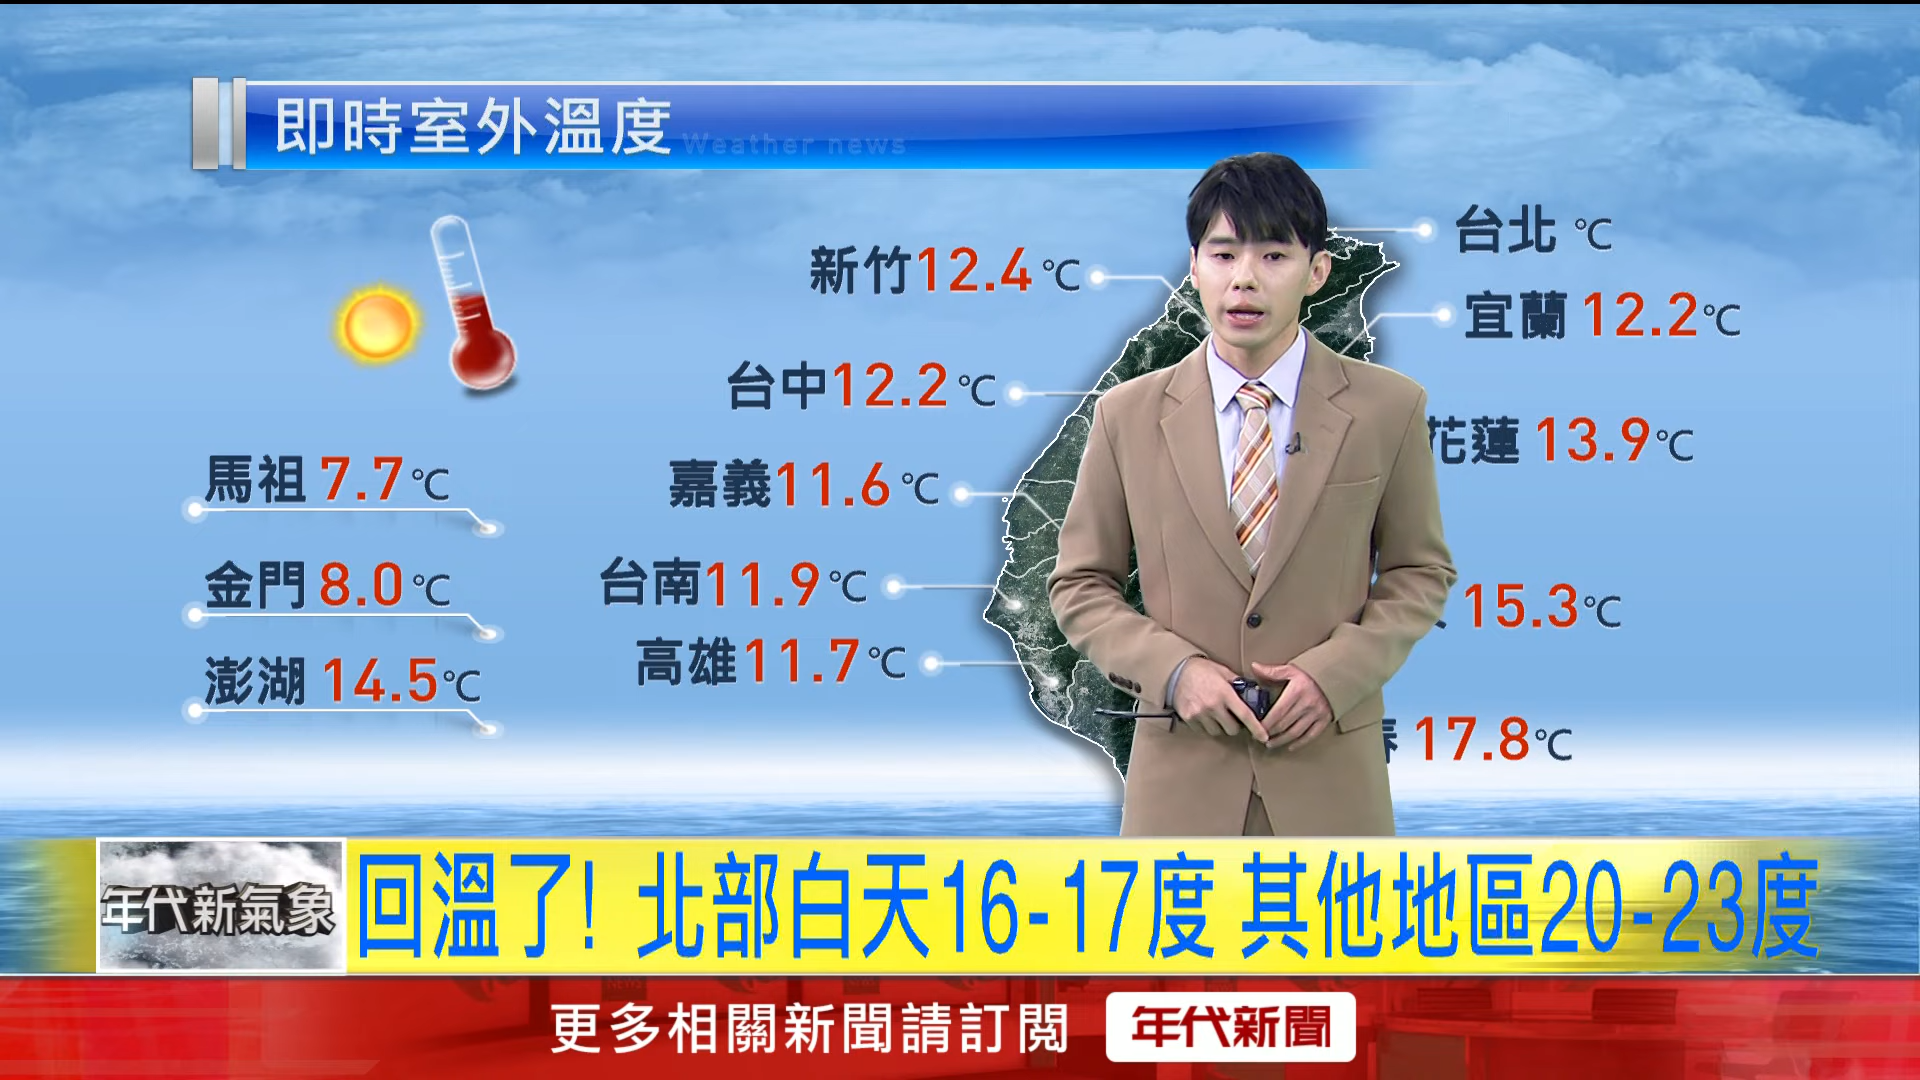 即時室外溫度
Weather news
台北 ℃
新竹12.4 ℃
宜蘭 12.2℃
台中12.2 ℃
花蓮 13.9℃
馬祖 7.7 ℃
嘉義11.6 ℃
金門 8.0 ℃
台南11.9 ℃
15.3℃
高雄11.7 ℃
澎湖 14.5℃
春 17.8℃
年代新氣象
回溫了! 北部白天16-17度 其他地區20-23度
更多相關新聞請訂閱 年代新聞